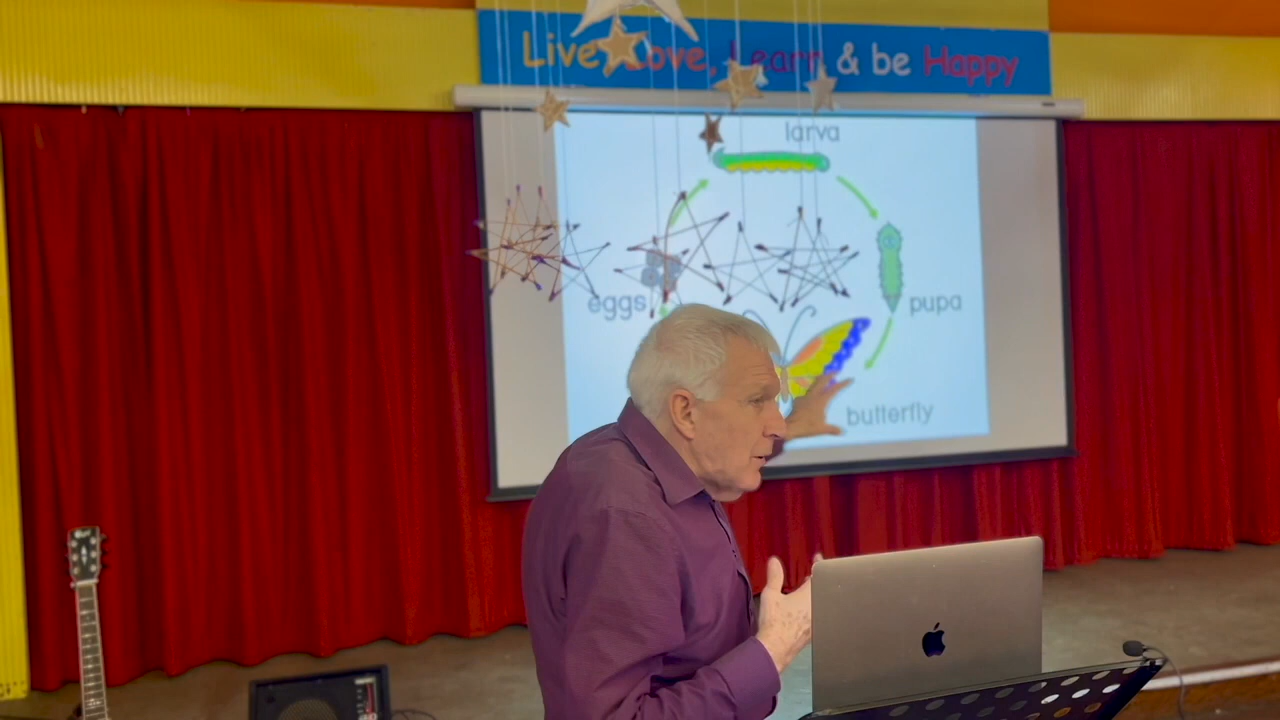 Live, Love, Learn & be Happy
larva
eggs
pupa
butterfly